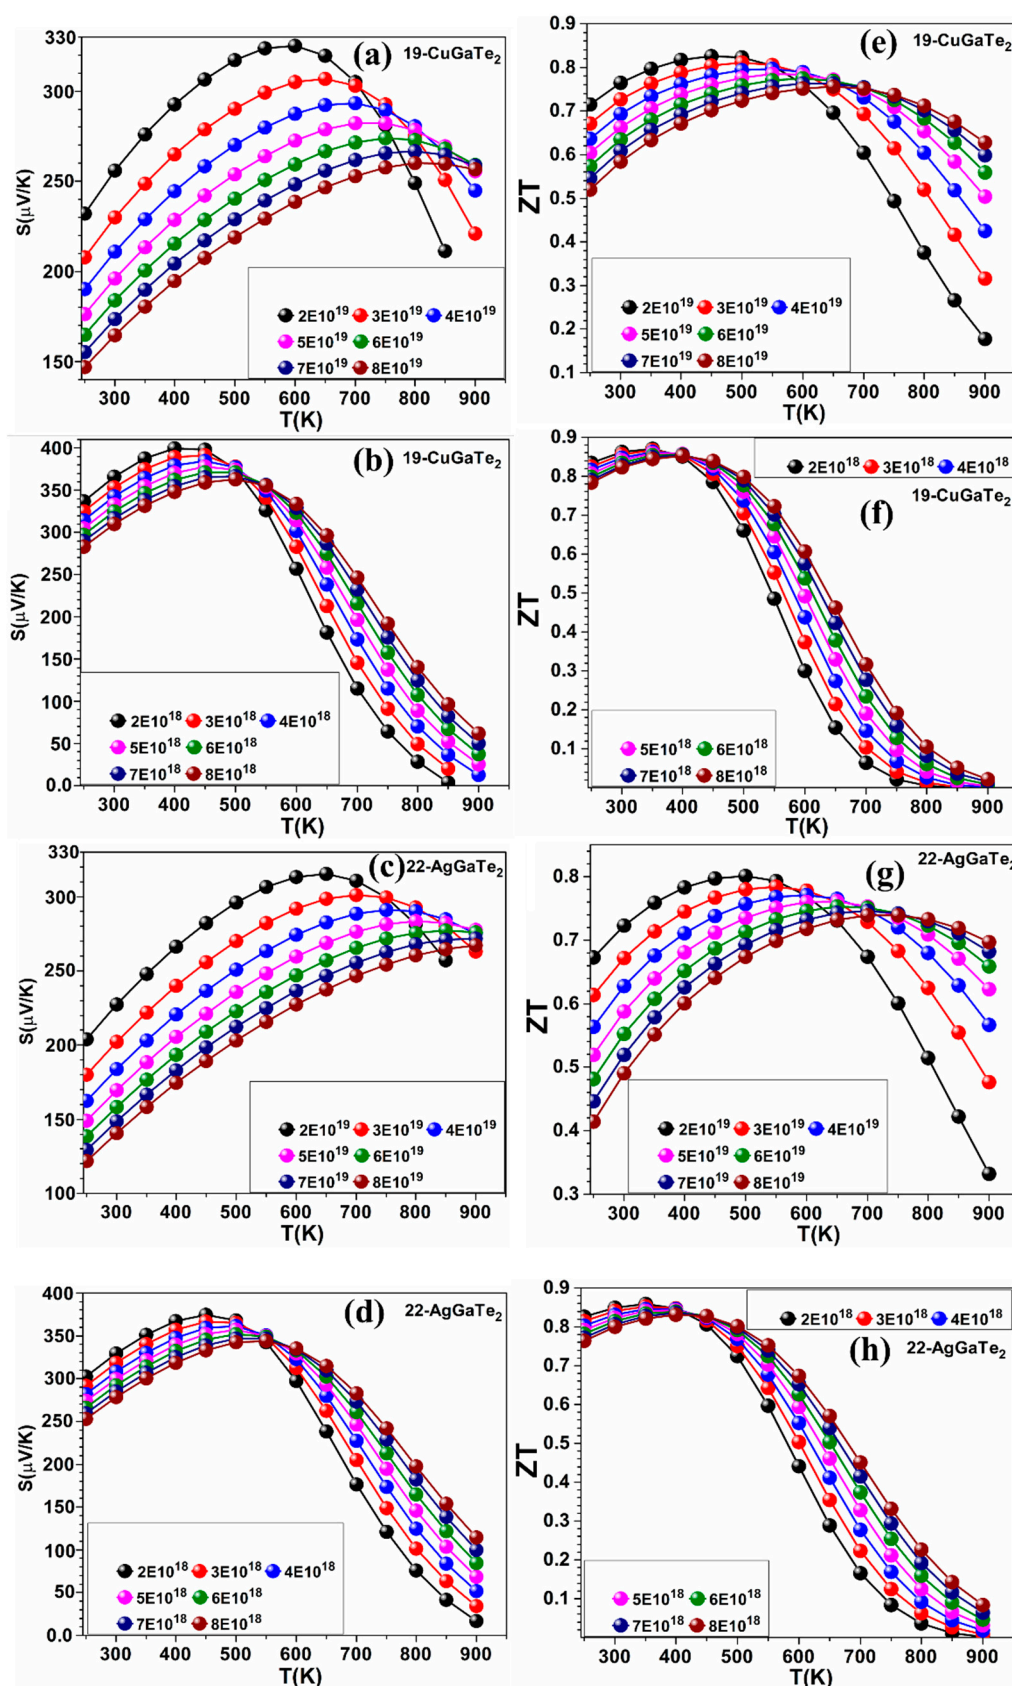 (a) 19-CuGaTe2
S(μV/K)
330
300
270
240
210
180
150
2E10^19 3E10^19 4E10^19
5E10^19 6E10^19
7E10^19 8E10^19
300 400 500 600 700 800 900
T(K)
(e) 19-CuGaTe2
ZT
0.9
0.8
0.7
0.6
0.5
0.4
0.3
0.2
0.1
2E10^19 3E10^19 4E10^19
5E10^19 6E10^19
7E10^19 8E10^19
300 400 500 600 700 800 900
T(K)
(b) 19-CuGaTe2
S(μV/K)
400
350
300
250
200
150
100
50
0.0
2E10^18 3E10^18 4E10^18
5E10^18 6E10^18
7E10^18 8E10^18
300 400 500 600 700 800 900
T(K)
2E10^18 3E10^18 4E10^18
19-CuGaTe2
(f)
ZT
0.9
0.8
0.7
0.6
0.5
0.4
0.3
0.2
0.1
5E10^18 6E10^18
7E10^18 8E10^18
300 400 500 600 700 800 900
T(K)
(c) 22-AgGaTe2
S(μV/K)
330
300
250
200
150
100
2E10^19 3E10^19 4E10^19
5E10^19 6E10^19
7E10^19 8E10^19
300 400 500 600 700 800 900
T(K)
(g) 22-AgGaTe2
ZT
0.8
0.7
0.6
0.5
0.4
0.3
2E10^19 3E10^19 4E10^19
5E10^19 6E10^19
7E10^19 8E10^19
300 400 500 600 700 800 900
T(K)
(d) 22-AgGaTe2
S(μV/K)
400
350
300
250
200
150
100
50
0.0
2E10^18 3E10^18 4E10^18
5E10^18 6E10^18
7E10^18 8E10^18
300 400 500 600 700 800 900
T(K)
2E10^18 3E10^18 4E10^18
(h) 22-AgGaTe2
ZT
0.9
0.8
0.7
0.6
0.5
0.4
0.3
0.2
0.1
5E10^18 6E10^18
7E10^18 8E10^18
300 400 500 600 700 800 900
T(K)